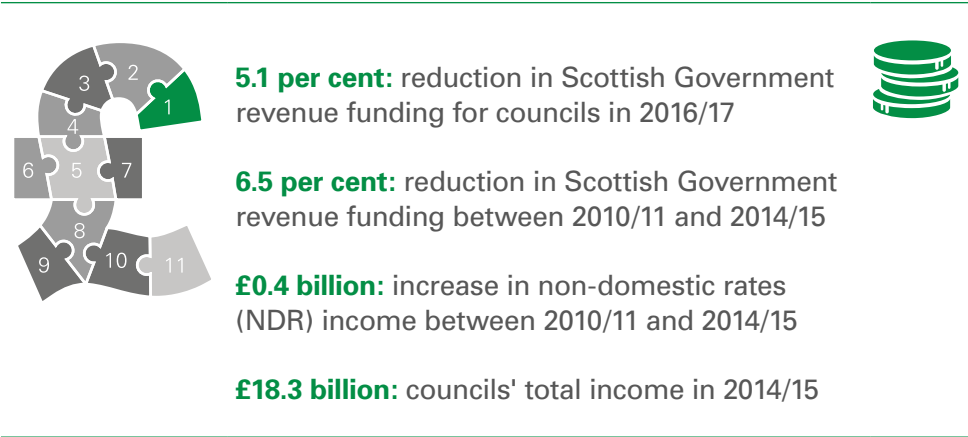 1
2
3
4
5
6
7
8
9
10
11
5.1 per cent: reduction in Scottish Government
revenue funding for councils in 2016/17
6.5 per cent: reduction in Scottish Government
revenue funding between 2010/11 and 2014/15
£0.4 billion: increase in non-domestic rates
(NDR) income between 2010/11 and 2014/15
£18.3 billion: councils' total income in 2014/15